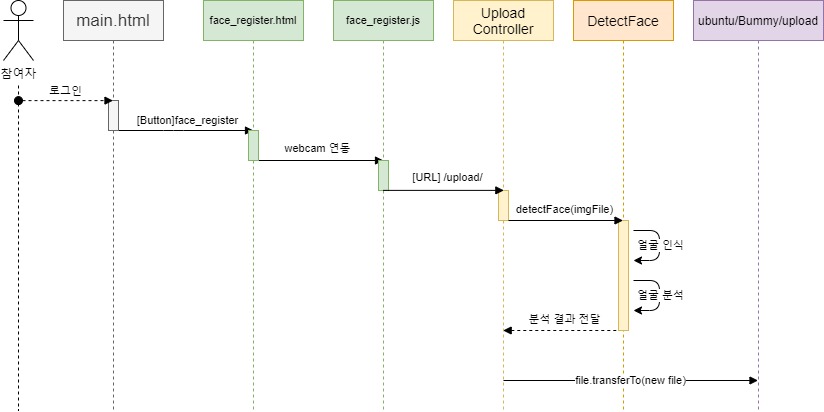 main.html
face_register.html
face_register.js
Upload
Controller
DetectFace
ubuntu/Bummy/upload
참여자
로그인
[Button]face_register
webcam 연동
[URL] /upload/
detectFace(imgFile)
얼굴 인식
얼굴 분석
분석 결과 전달
file.transferTo(new file)